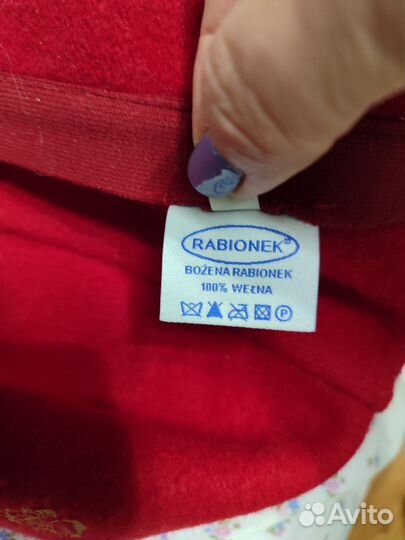 RABIONEK®
BOŻENA RABIONEK
100% WEŁNA
P
Avito